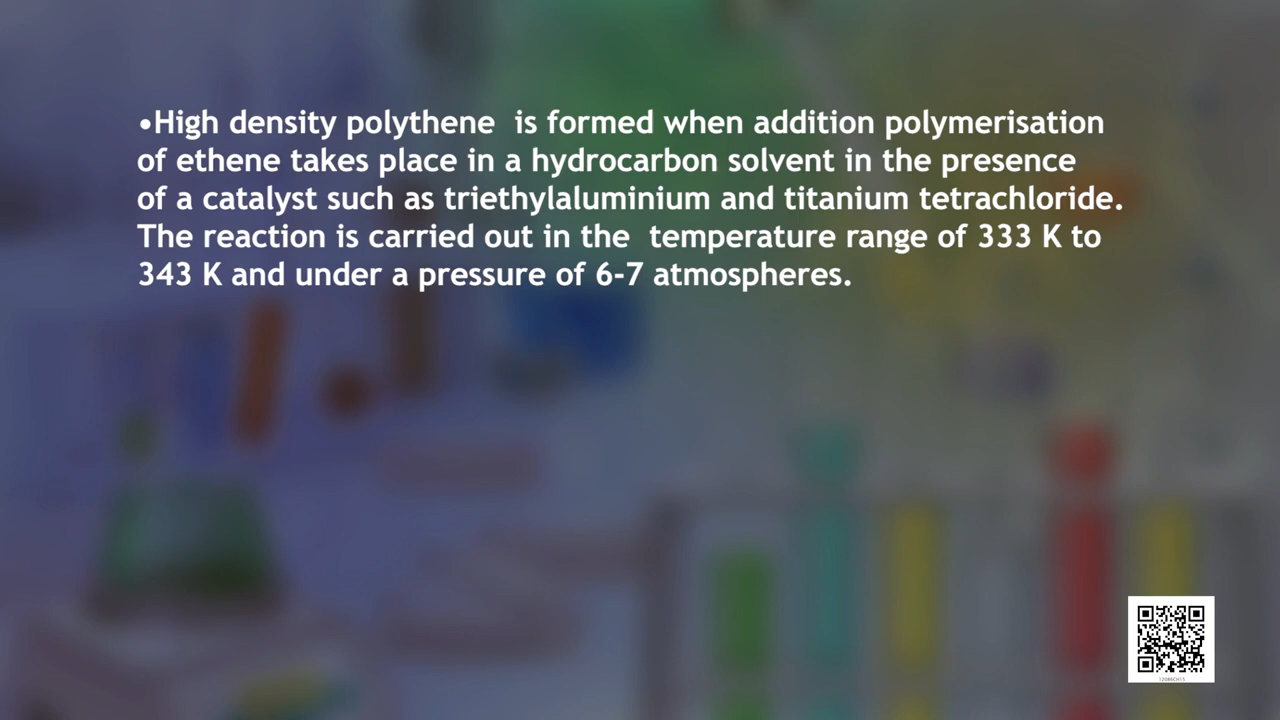 •High density polythene  is formed when addition polymerisation
of ethene takes place in a hydrocarbon solvent in the presence
of a catalyst such as triethylaluminium and titanium tetrachloride.
The reaction is carried out in the  temperature range of 333 K to
343 K and under a pressure of 6-7 atmospheres.